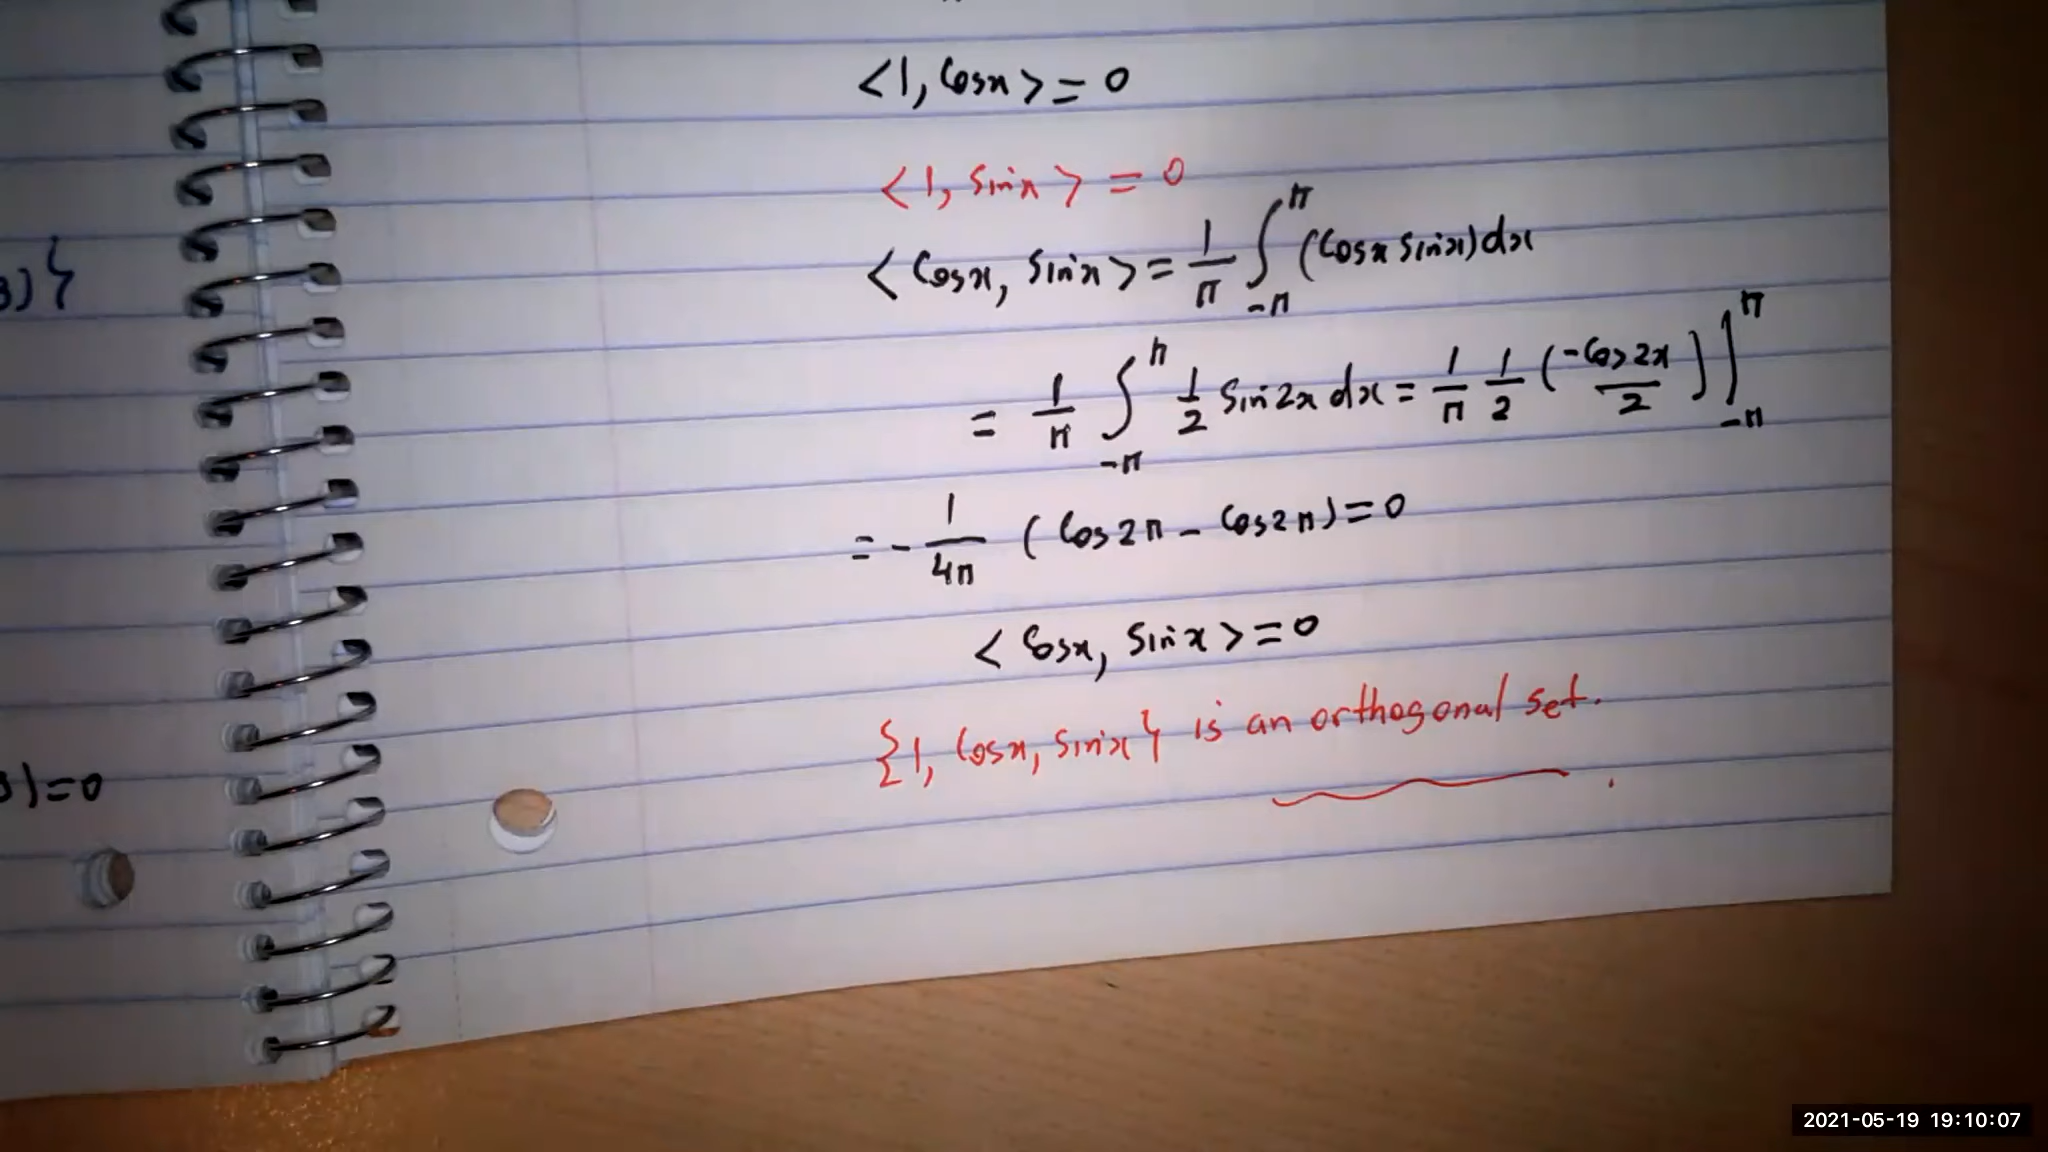 <1, Cosx> = 0
<1, Sinx> = 0
<Cosx, Sinx> = 1/π ∫_{-π}^{π} (Cosx Sinx) dx
= 1/π ∫_{-π}^{π} 1/2 Sin2x dx = 1/π 1/2 (-Cos2x/2)]_{-π}^{π}
= - 1/4π (Cos2π - Cos2π) = 0
<Cosx, Sinx> = 0
{1, Cosx, Sinx} is an orthogonal set.
3)}
)=0
2021-05-19 19:10:07